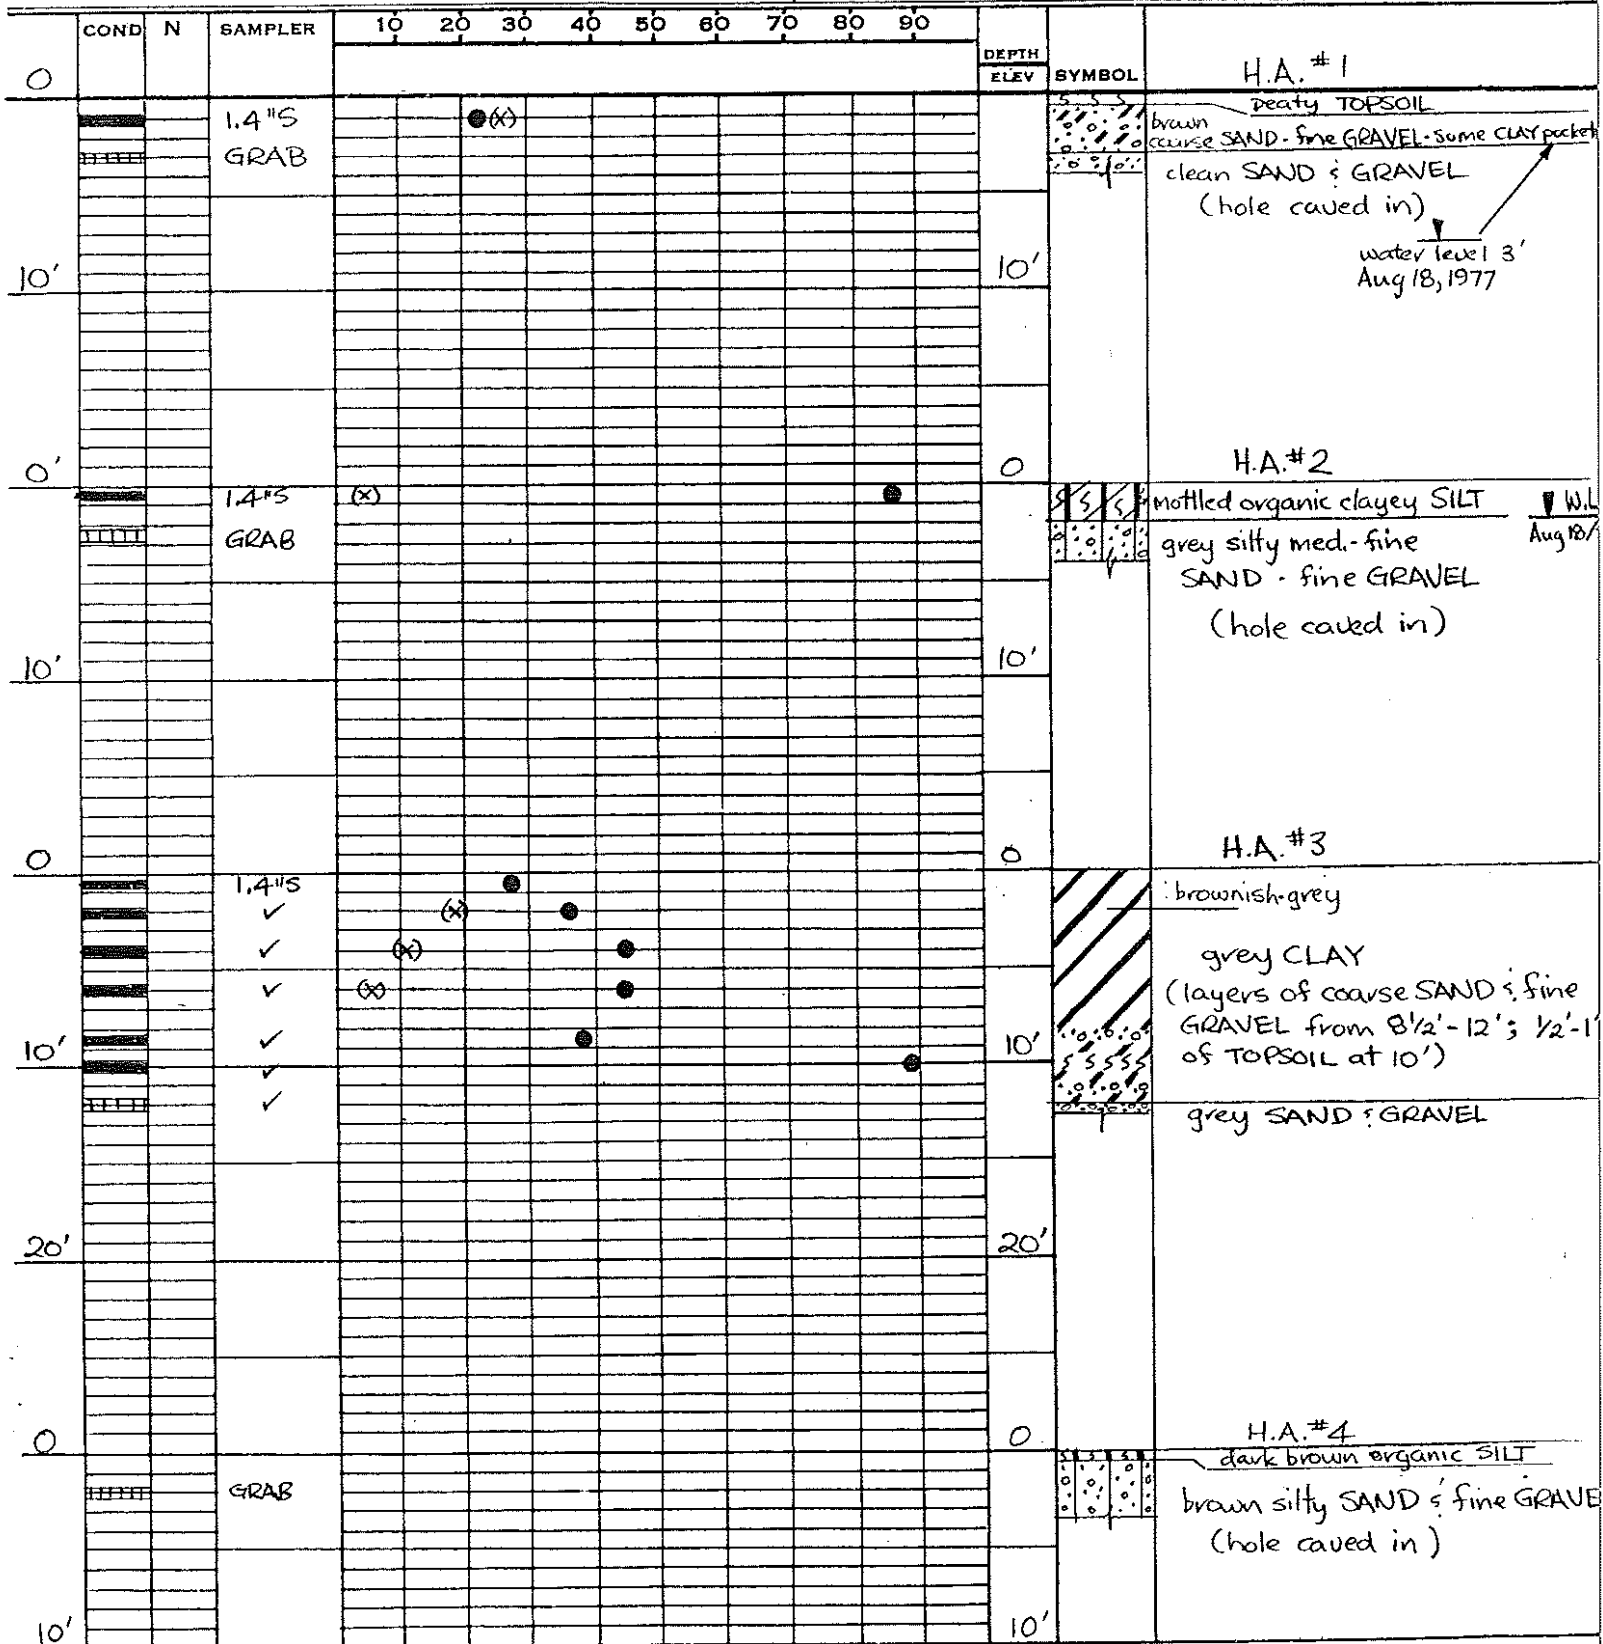 COND N SAMPLER 10 20 30 40 50 60 70 80 90
DEPTH
ELEV SYMBOL
0 H.A. #1
peaty TOPSOIL
1.4"S (x) brown
coarse SAND - fine GRAVEL - some CLAY pocket
GRAB clean SAND & GRAVEL
(hole caved in)
water level 3'
10' 10' Aug 18, 1977
0' 0 H.A. #2
1.4"S (x) mottled organic clayey SILT W.L
GRAB grey silty med.-fine Aug 18/
SAND - fine GRAVEL
(hole caved in)
10' 10'
0 0 H.A. #3
1.4"S brownish-grey
✓ (x)
✓ (x) grey CLAY
✓ (x) (layers of coarse SAND & fine
✓ GRAVEL from 8 1/2' - 12' ; 1/2' - 1'
10' ✓ 10' of TOPSOIL at 10')
✓ grey SAND & GRAVEL
20' 20'
0 0 H.A. #4
dark brown organic SILT
GRAB brown silty SAND & fine GRAVE
(hole caved in)
10' 10'